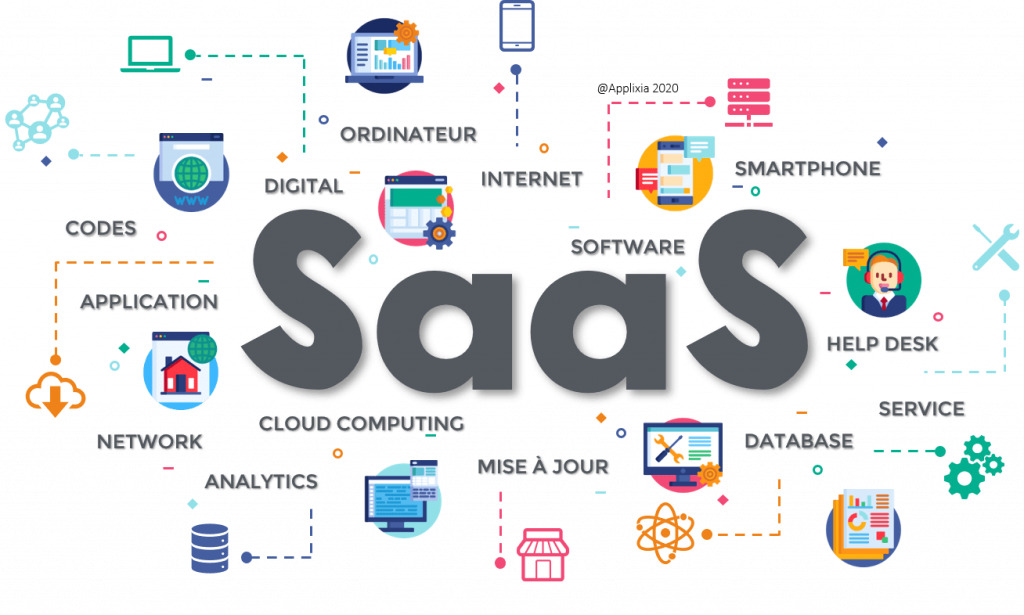 @Applixia 2020
ORDINATEUR
SMARTPHONE
INTERNET
DIGITAL
CODES
SOFTWARE
APPLICATION
SaaS
HELP DESK
SERVICE
CLOUD COMPUTING
NETWORK
DATABASE
MISE À JOUR
ANALYTICS
WWW